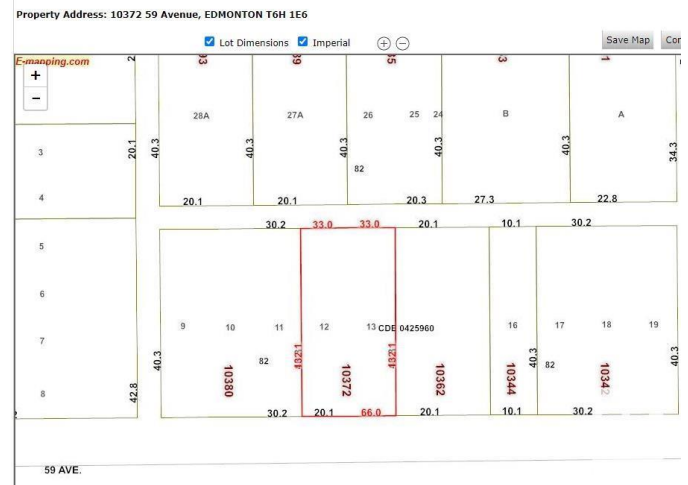 Property Address: 10372 59 Avenue, EDMONTON T6H 1E6
Lot Dimensions Imperial
Save Map
E-mapping.com
+
−
28A 27A 26 25 24 B A
3 20.1 40.3 40.3 40.3 40.3 40.3 34.3
82
4 20.1 20.1 20.3 27.3 22.8
30.2 33.0 33.0 20.1 10.1 30.2
5
6
9 10 11 12 13 CDE 0425960 16 17 18 19
7
40.3 82 40.3 82 40.3
8 42.8 10380 10372 10362 10344 10342
30.2 20.1 66.0 20.1 10.1 30.2
59 AVE.